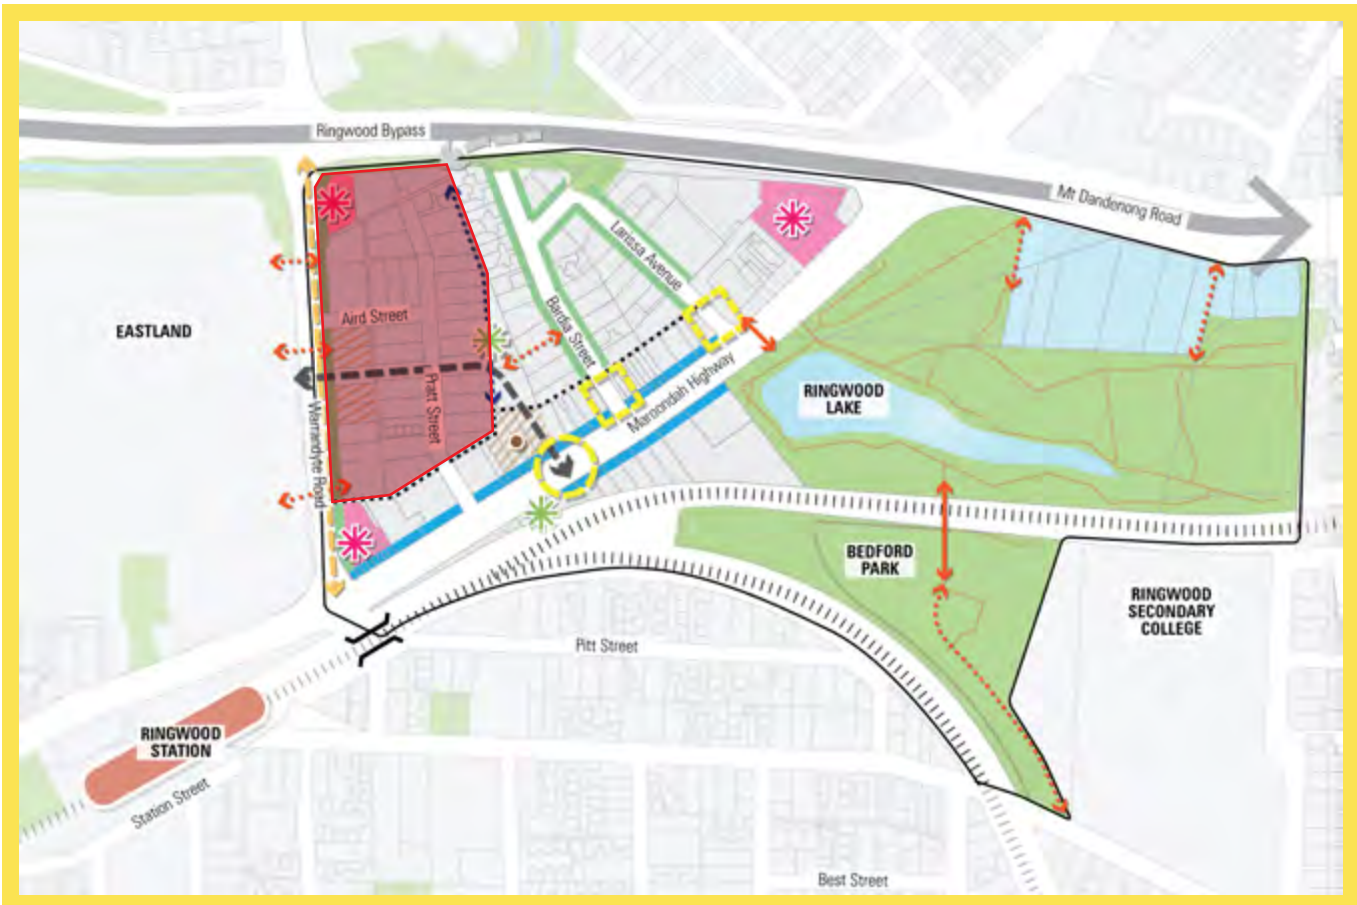 Ringwood Bypass
Mt Dandenong Road
Larissa Avenue
EASTLAND
Aird Street
Bardia Street
Pratt Street
Maroondah Highway
RINGWOOD
LAKE
Warrandyte Road
BEDFORD
PARK
RINGWOOD
SECONDARY
COLLEGE
Pitt Street
RINGWOOD
STATION
Station Street
Best Street